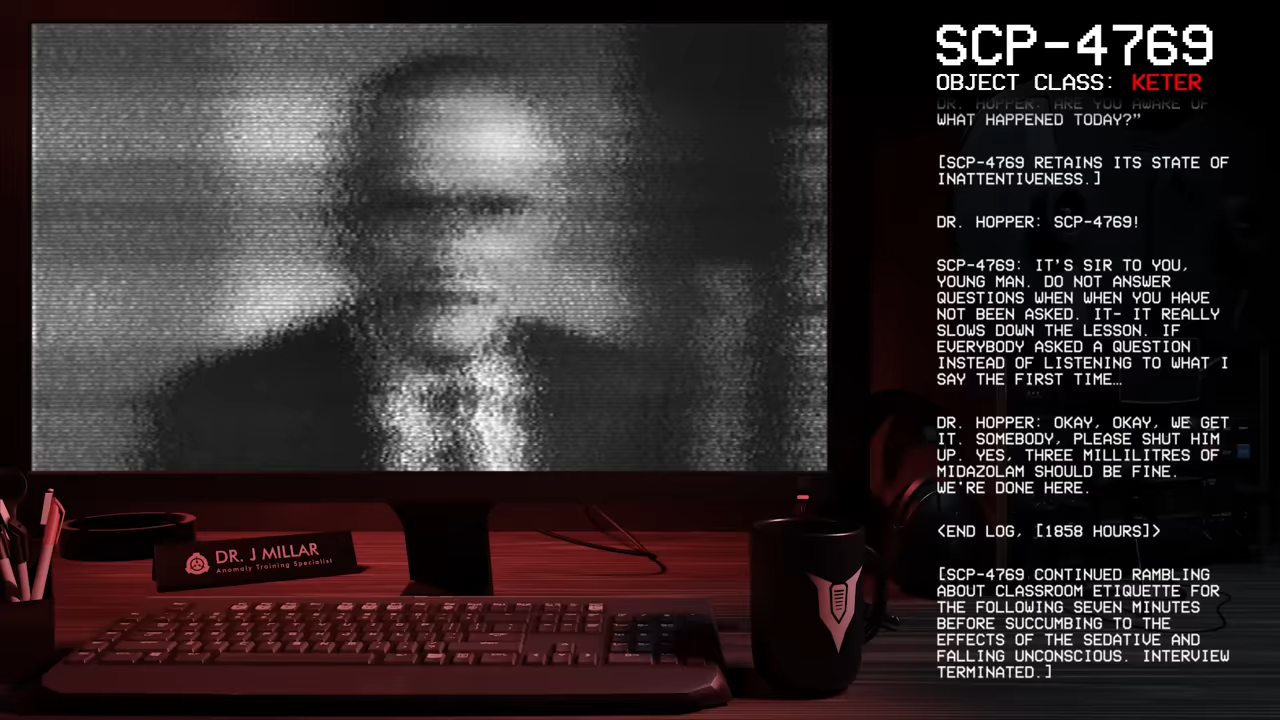 SCP-4769
OBJECT CLASS: KETER
DR. HOPPER: ARE YOU AWARE OF
WHAT HAPPENED TODAY?”
[SCP-4769 RETAINS ITS STATE OF
INATTENTIVENESS.]
DR. HOPPER: SCP-4769!
SCP-4769: IT'S SIR TO YOU,
YOUNG MAN. DO NOT ANSWER
QUESTIONS WHEN WHEN YOU HAVE
NOT BEEN ASKED. IT- IT REALLY
SLOWS DOWN THE LESSON. IF
EVERYBODY ASKED A QUESTION
INSTEAD OF LISTENING TO WHAT I
SAY THE FIRST TIME…
DR. HOPPER: OKAY, OKAY, WE GET
IT. SOMEBODY, PLEASE SHUT HIM
UP. YES, THREE MILLILITRES OF
MIDAZOLAM SHOULD BE FINE.
WE'RE DONE HERE.
<END LOG, [1858 HOURS]>
[SCP-4769 CONTINUED RAMBLING
ABOUT CLASSROOM ETIQUETTE FOR
THE FOLLOWING SEVEN MINUTES
BEFORE SUCCUMBING TO THE
EFFECTS OF THE SEDATIVE AND
FALLING UNCONSCIOUS. INTERVIEW
TERMINATED.]
DR. J MILLAR
Anomaly Training Specialist